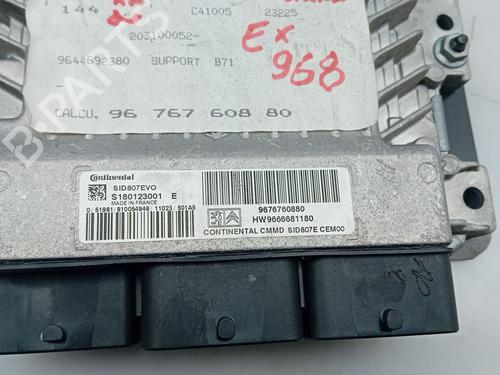 144
C41005 23225
203100052-
9644692380 SUPPORT B71
EX
968
CALCU. 96 767 608 80
Continental
SID807EVO
S180123001 E
MADE IN FRANCE
9676760880
HW9666681180
CONTINENTAL CMMD SID807E CEM00
B-PARTS